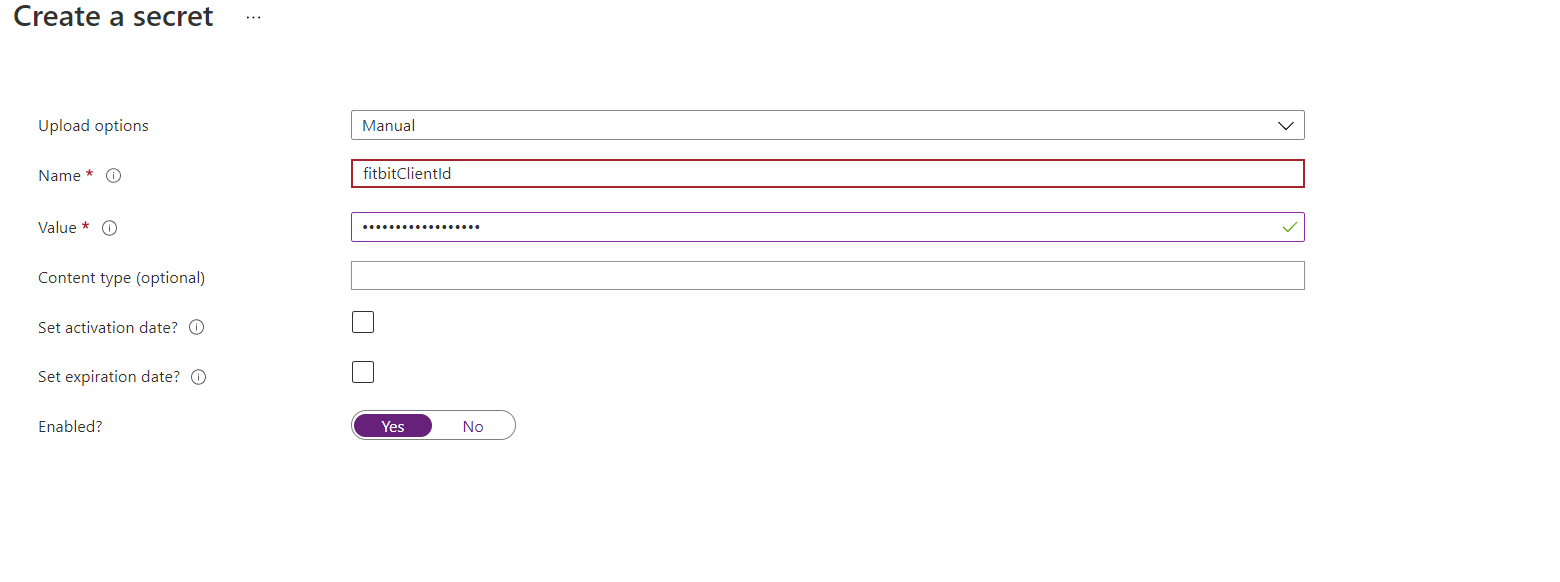 Create a secret ...
Upload options Manual
Name * fitbitClientId
Value * ••••••••••••••••••
Content type (optional)
Set activation date?
Set expiration date?
Enabled? Yes No